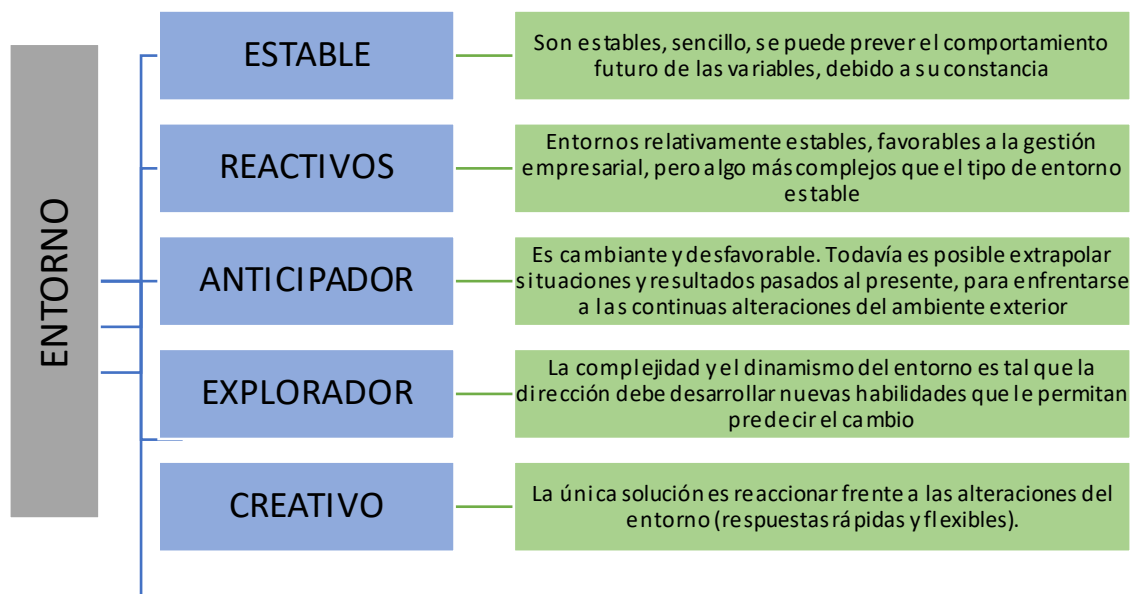 ENTORNO
ESTABLE
Son estables, sencillo, se puede prever el comportamiento
futuro de las variables, debido a su constancia
REACTIVOS
Entornos relativamente estables, favorables a la gestión
empresarial, pero algo más complejos que el tipo de entorno
estable
ANTICIPADOR
Es cambiante y desfavorable. Todavía es posible extrapolar
situaciones y resultados pasados al presente, para enfrentarse
a las continuas alteraciones del ambiente exterior
EXPLORADOR
La complejidad y el dinamismo del entorno es tal que la
dirección debe desarrollar nuevas habilidades que le permitan
predecir el cambio
CREATIVO
La única solución es reaccionar frente a las alteraciones del
entorno (respuestas rápidas y flexibles).